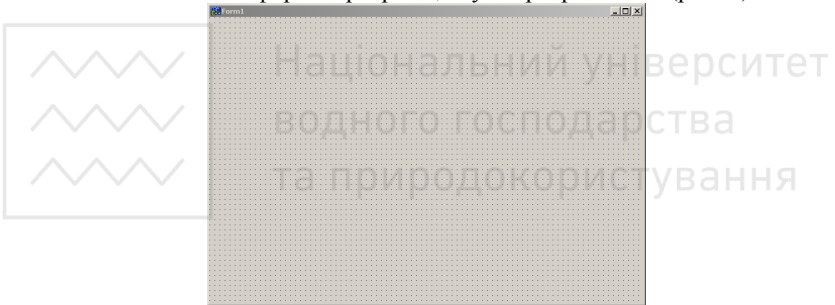 Form1
Національний університет
водного господарства
та природокористування